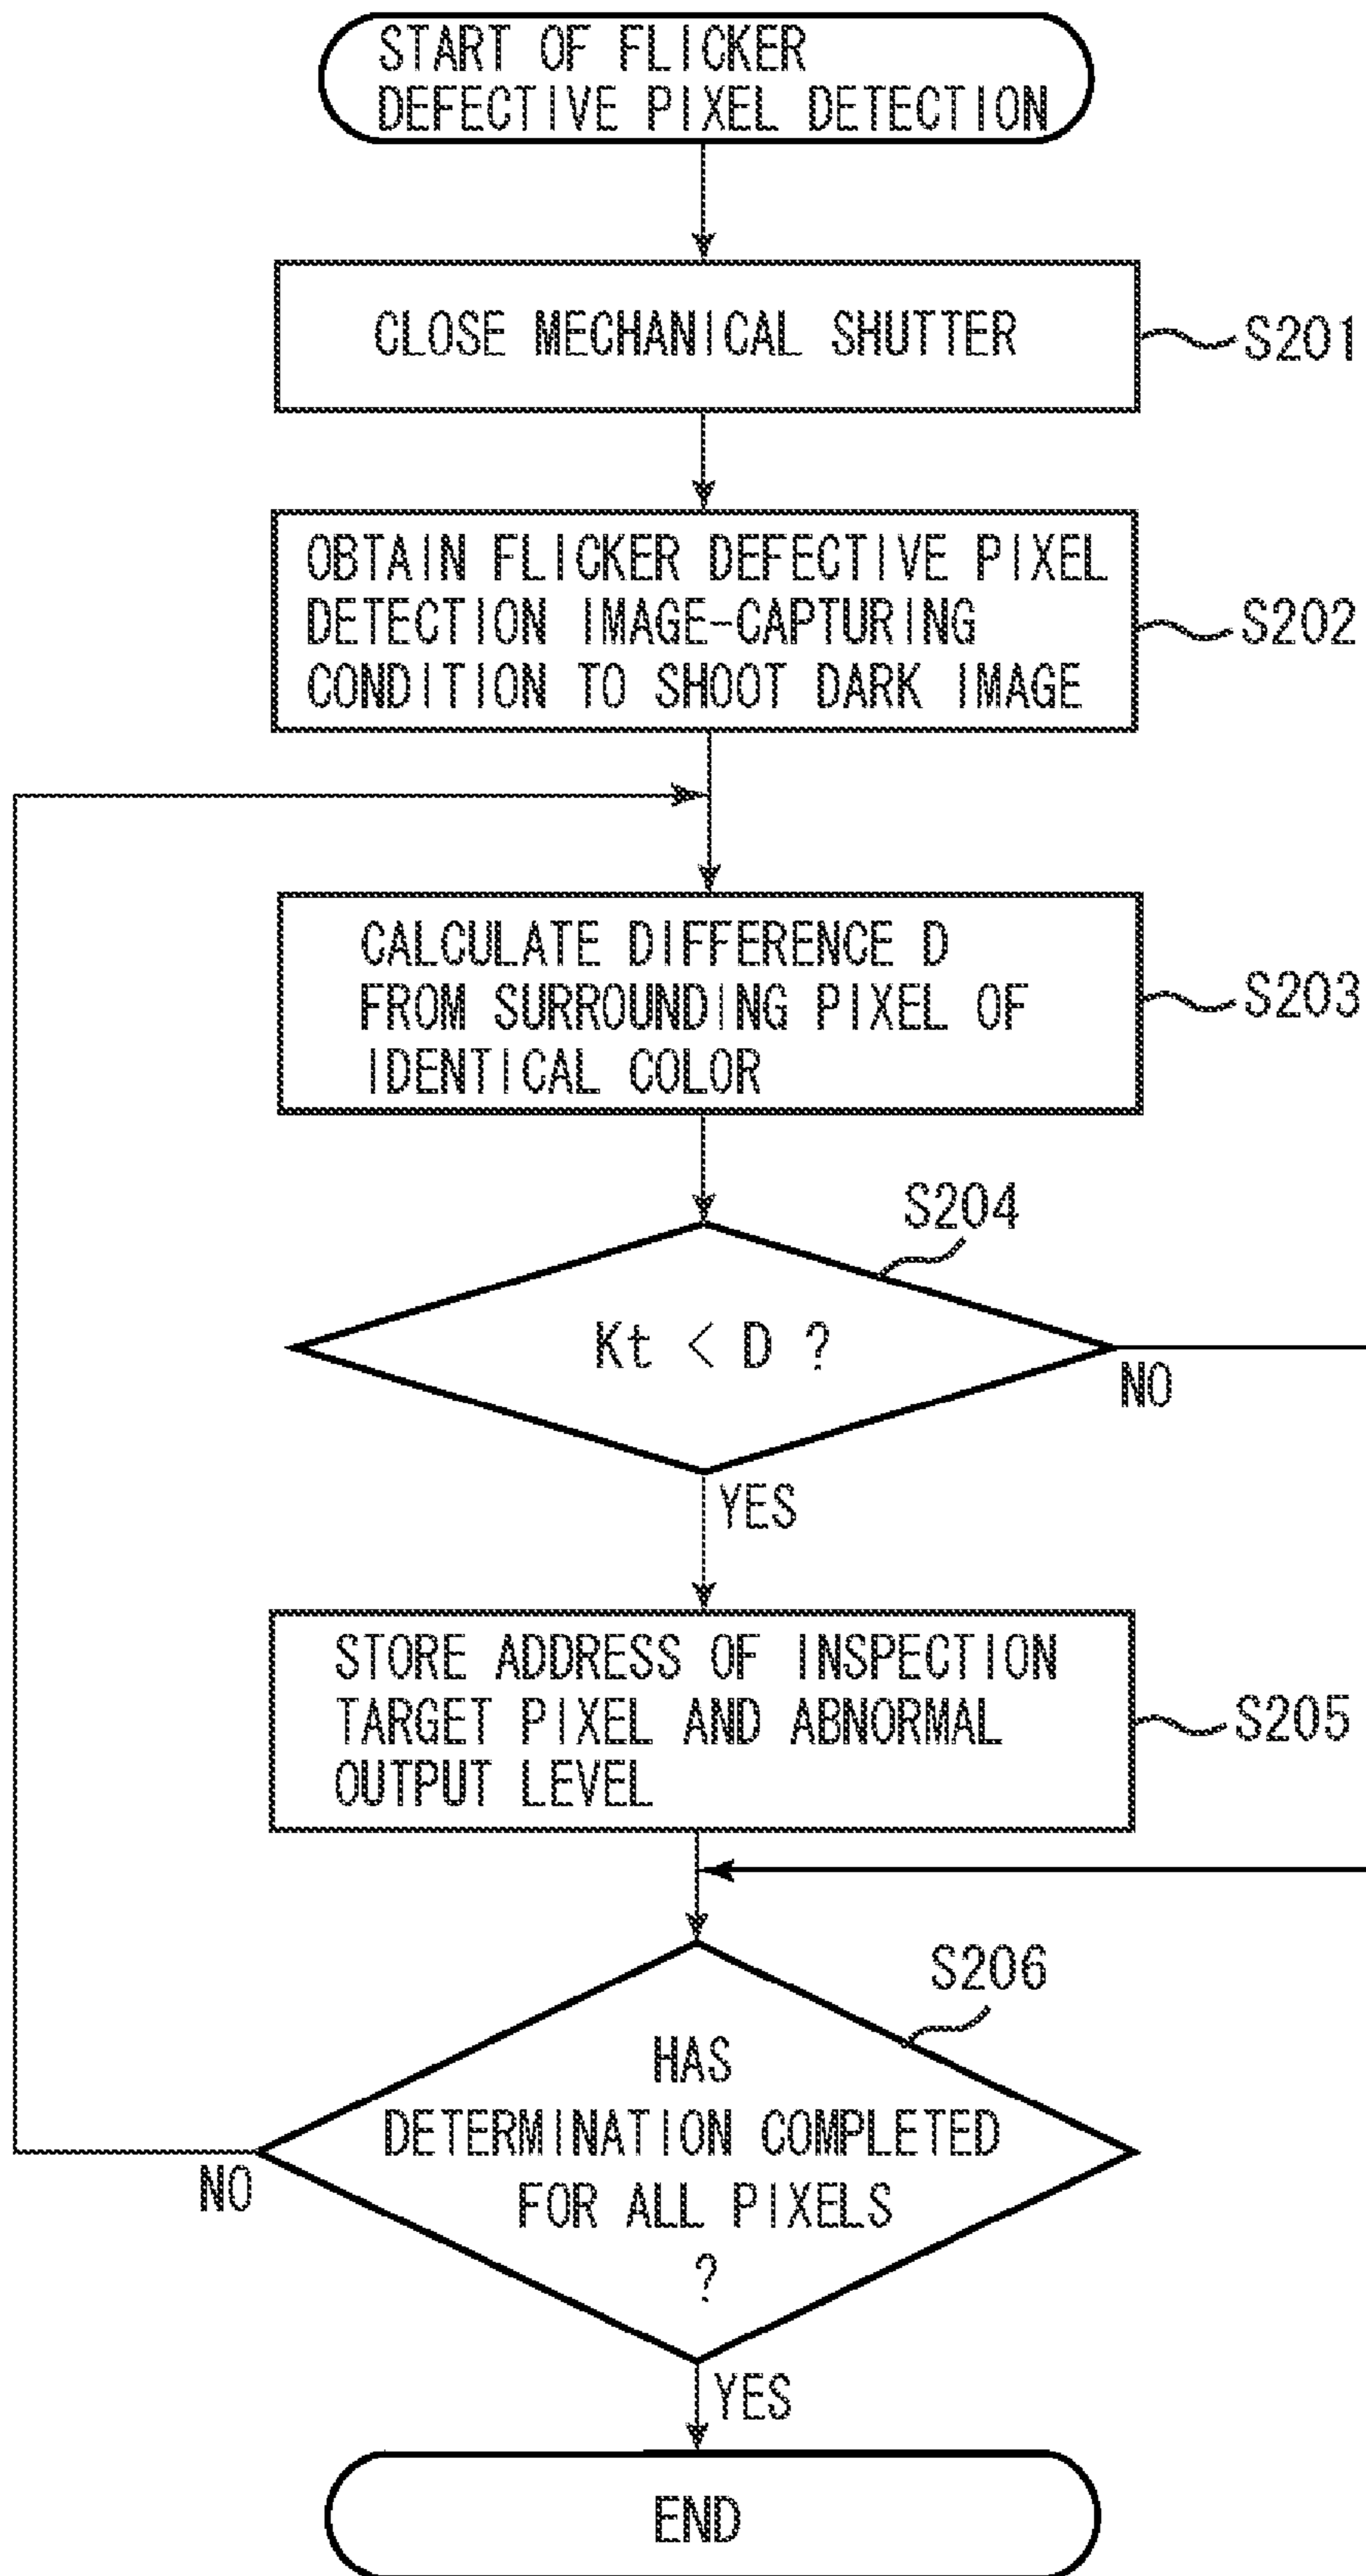 START OF FLICKER
DEFECTIVE PIXEL DETECTION
CLOSE MECHANICAL SHUTTER
S201
OBTAIN FLICKER DEFECTIVE PIXEL
DETECTION IMAGE-CAPTURING
CONDITION TO SHOOT DARK IMAGE
S202
CALCULATE DIFFERENCE D
FROM SURROUNDING PIXEL OF
IDENTICAL COLOR
S203
S204
Kt < D ?
NO
YES
STORE ADDRESS OF INSPECTION
TARGET PIXEL AND ABNORMAL
OUTPUT LEVEL
S205
S206
HAS
DETERMINATION COMPLETED
FOR ALL PIXELS
?
NO
YES
END